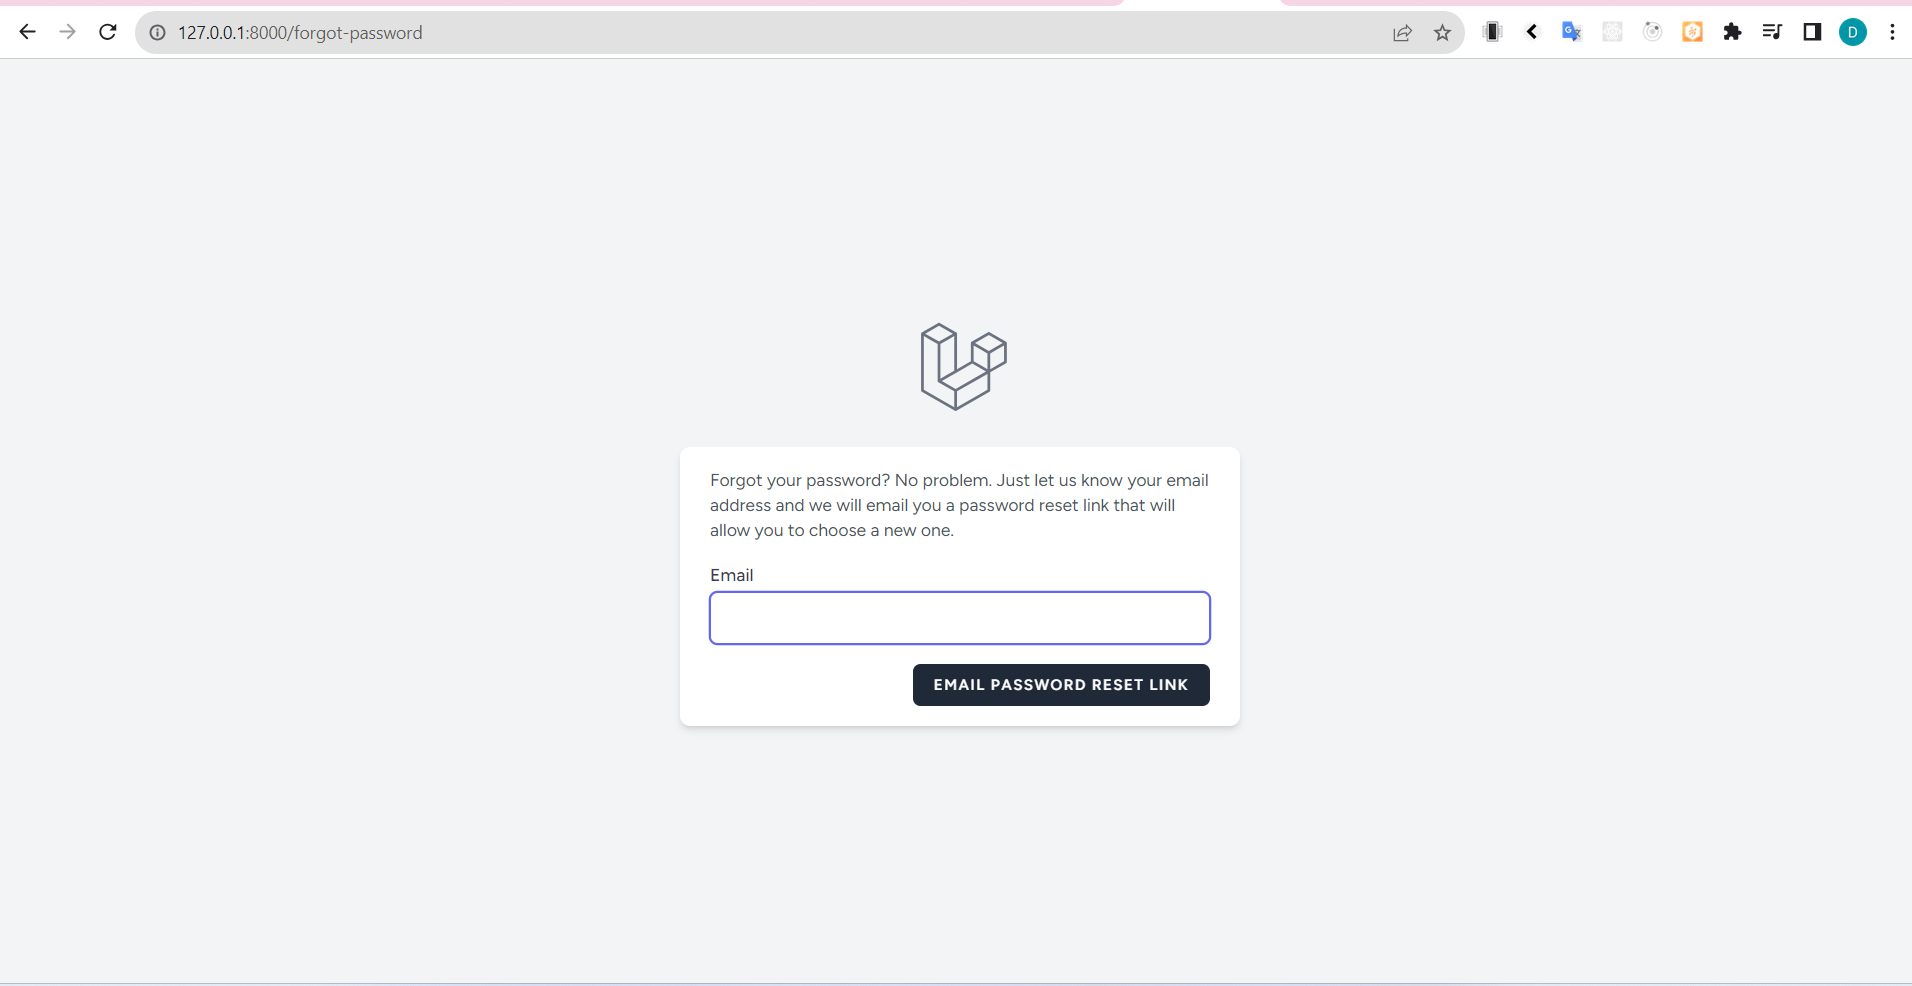 127.0.0.1:8000/forgot-password
D
Forgot your password? No problem. Just let us know your email
address and we will email you a password reset link that will
allow you to choose a new one.
Email
EMAIL PASSWORD RESET LINK